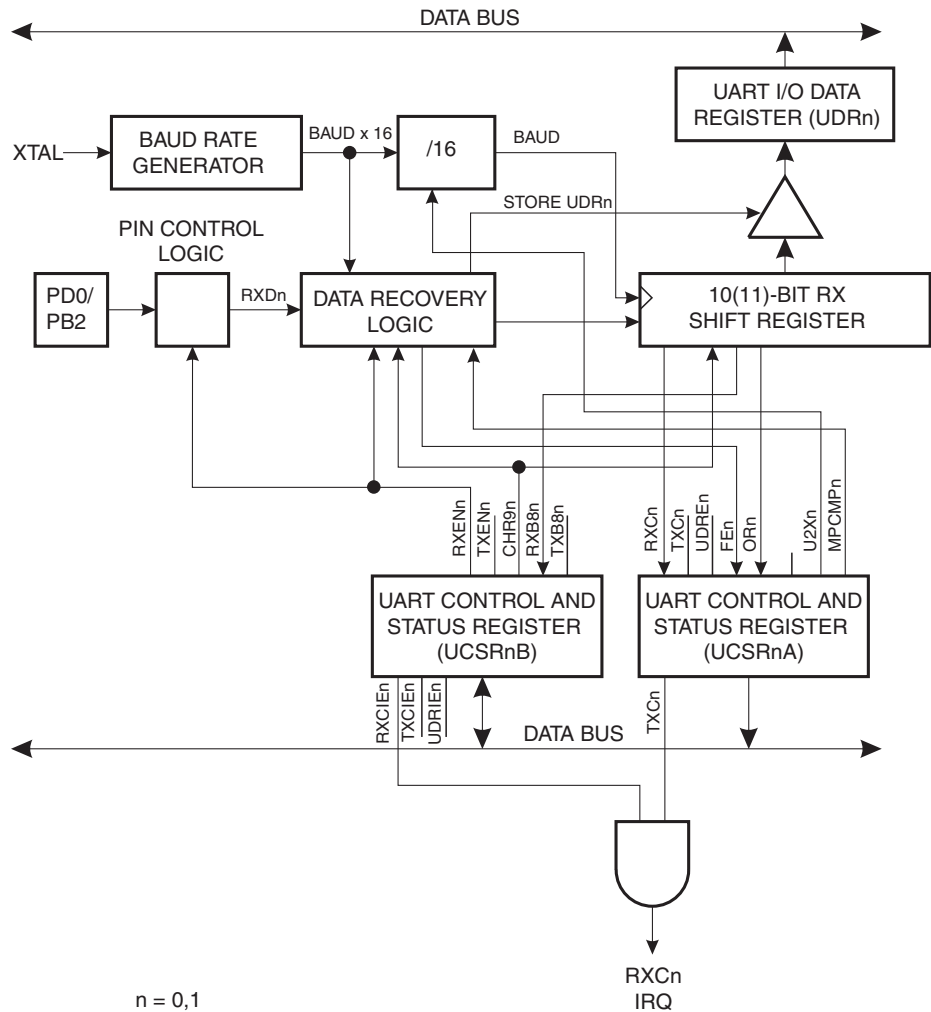 DATA BUS
UART I/O DATA
REGISTER (UDRn)
XTAL
BAUD RATE
GENERATOR
BAUD x 16
/16
BAUD
STORE UDRn
PIN CONTROL
LOGIC
PD0/
PB2
RXDn
DATA RECOVERY
LOGIC
10(11)-BIT RX
SHIFT REGISTER
RXENn
TXENn
CHR9n
RXB8n
TXB8n
RXCn
TXCn
UDREn
FEn
ORn
U2Xn
MPCMPn
UART CONTROL AND
STATUS REGISTER
(UCSRnB)
UART CONTROL AND
STATUS REGISTER
(UCSRnA)
RXCIEn
TXCIEn
UDRIEn
TXCn
DATA BUS
RXCn
IRQ
n = 0,1